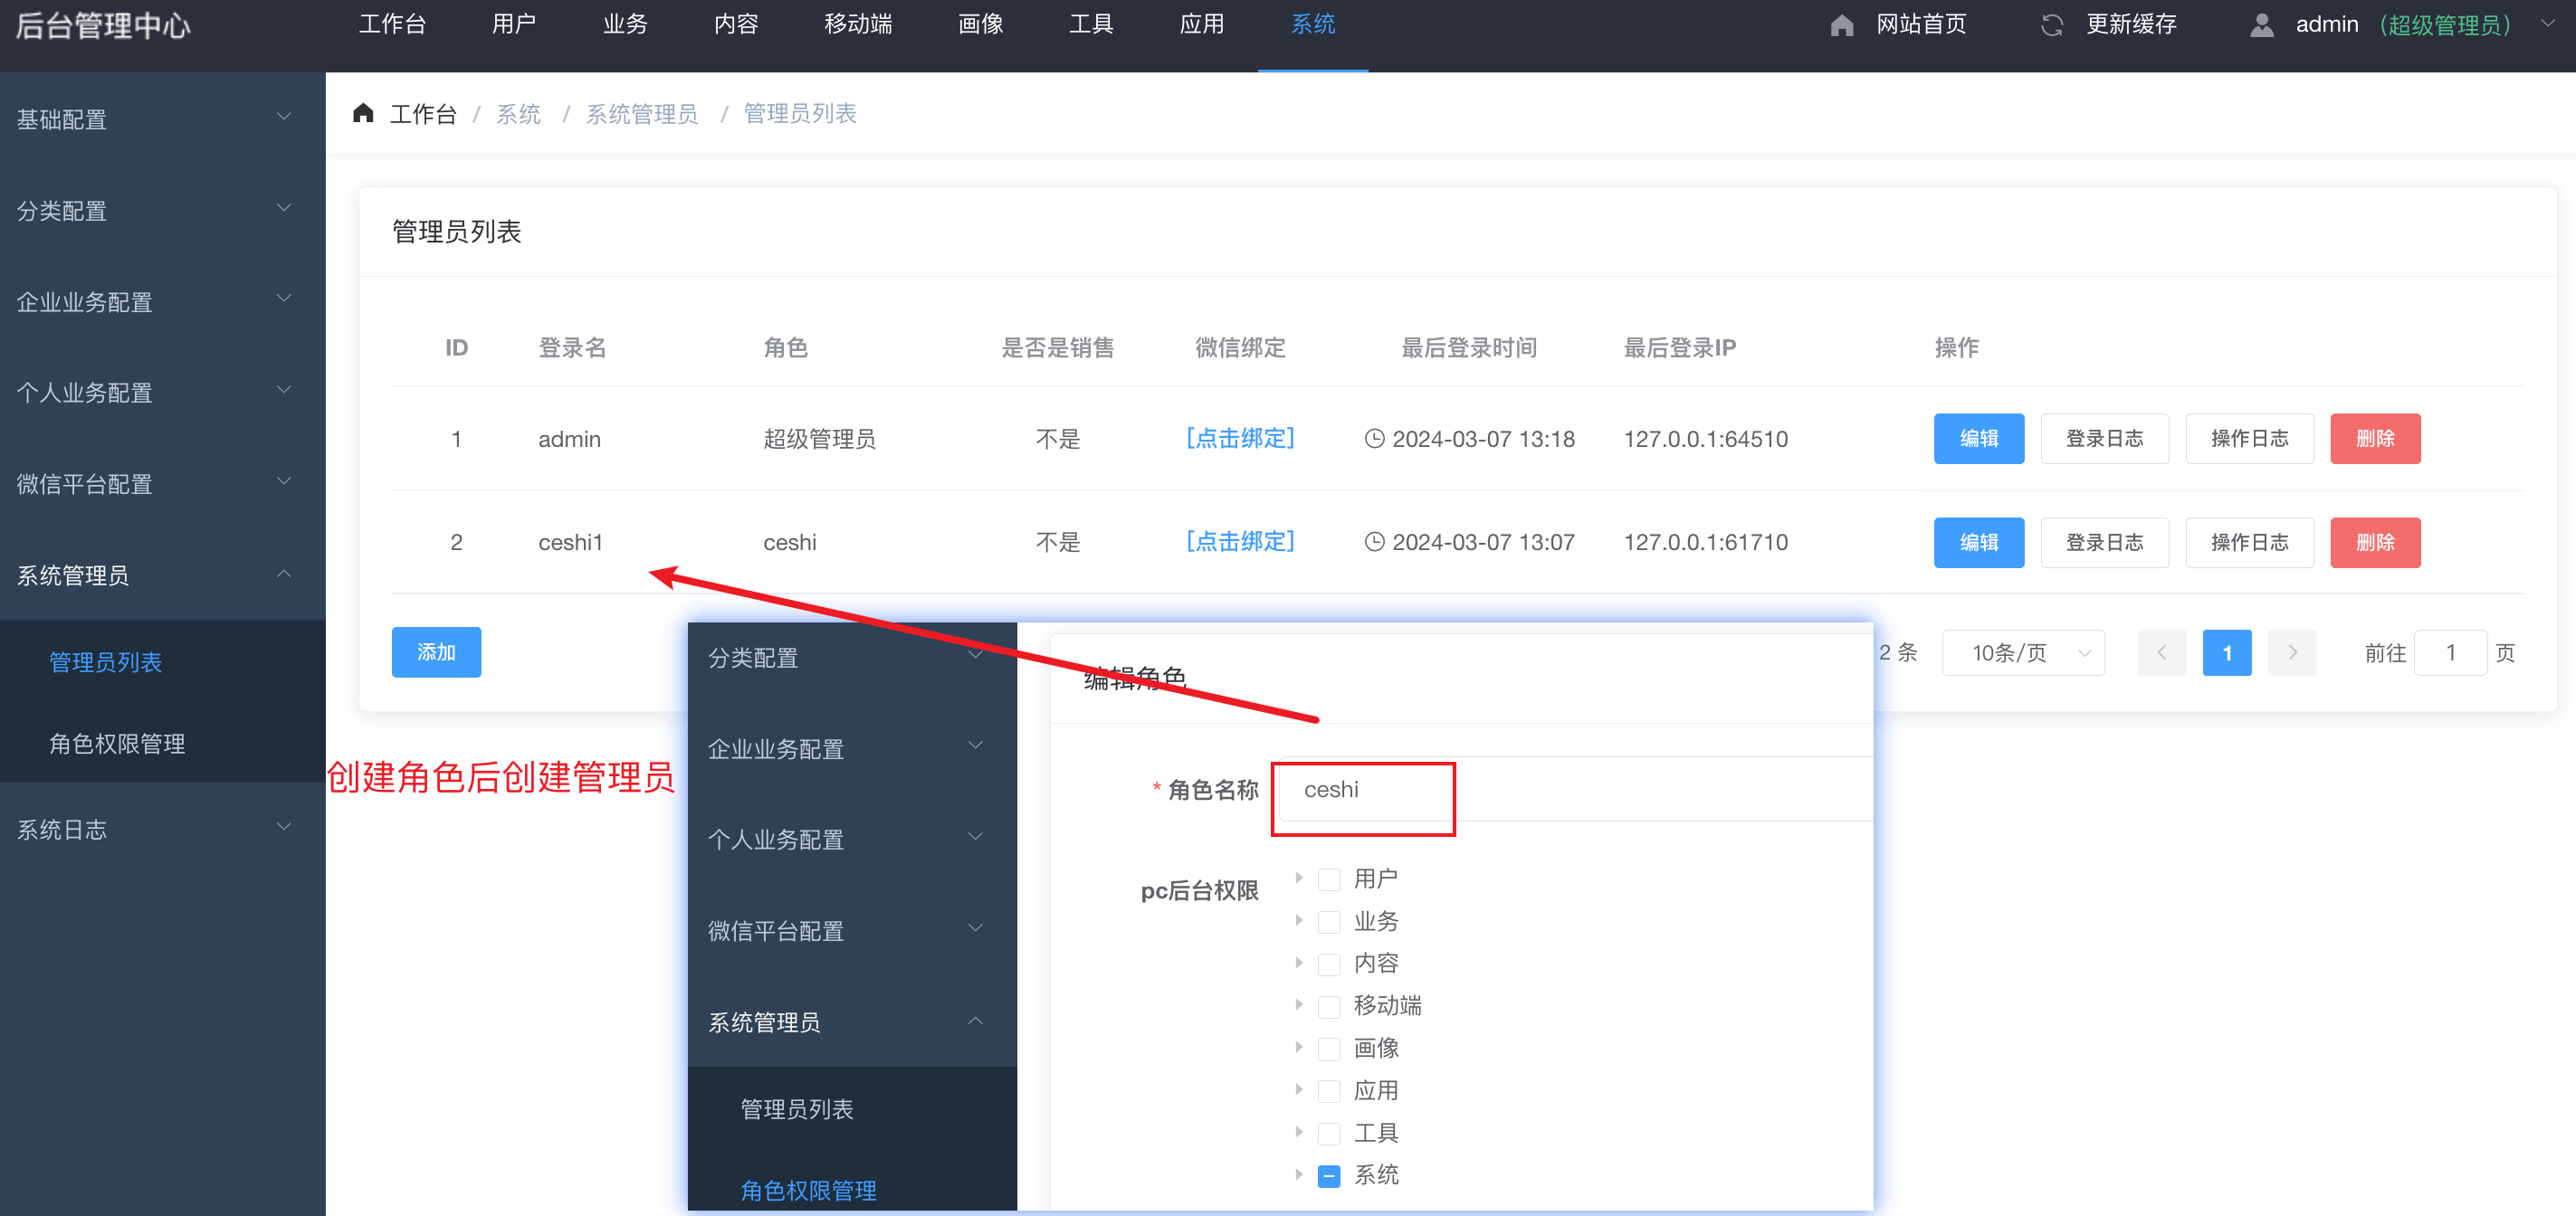 后台管理中心
工作台 用户 业务 内容 移动端 画像 工具 应用 系统 网站首页 更新缓存 admin (超级管理员)
基础配置
分类配置
企业业务配置
个人业务配置
微信平台配置
系统管理员
管理员列表
角色权限管理
系统日志
工作台 / 系统 / 系统管理员 / 管理员列表
管理员列表
ID 登录名 角色 是否是销售 微信绑定 最后登录时间 最后登录IP 操作
1 admin 超级管理员 不是 [点击绑定] 2024-03-07 13:18 127.0.0.1:64510 编辑 登录日志 操作日志 删除
2 ceshi1 ceshi 不是 [点击绑定] 2024-03-07 13:07 127.0.0.1:61710 编辑 登录日志 操作日志 删除
添加
2 条 10条/页 1 前往 1 页
创建角色后创建管理员
分类配置
企业业务配置
个人业务配置
微信平台配置
系统管理员
管理员列表
角色权限管理
编辑角色
* 角色名称 ceshi
pc后台权限
用户
业务
内容
移动端
画像
应用
工具
系统